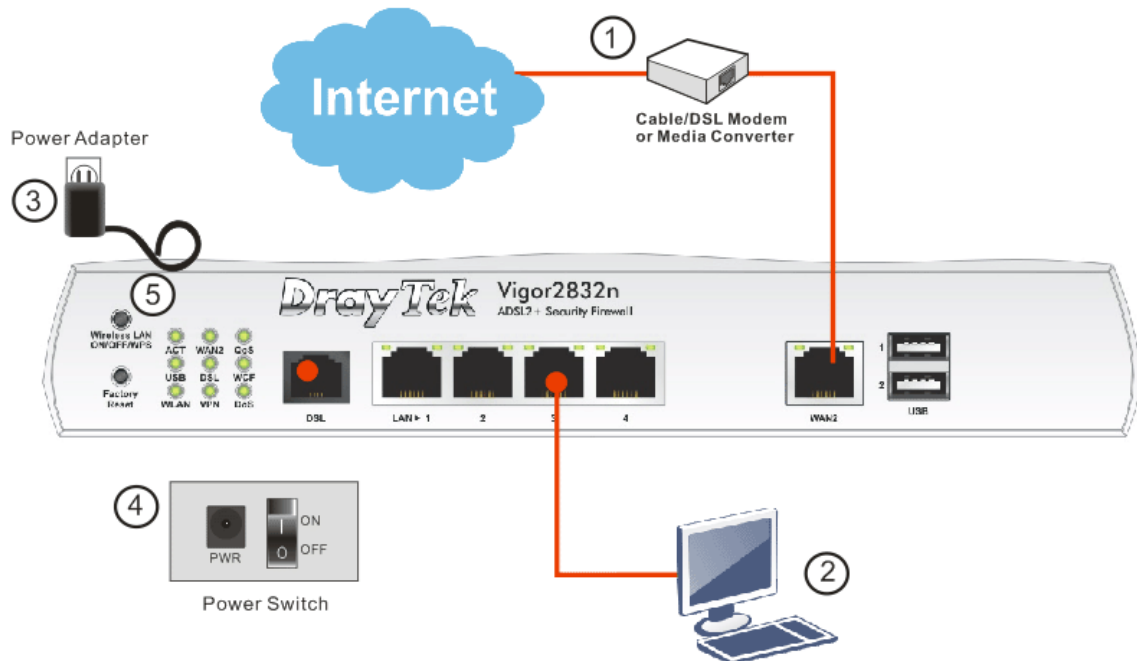 1
Internet
Cable/DSL Modem
or Media Converter
Power Adapter
3
5
DrayTek Vigor2832n
ADSL2+ Security Firewall
Wireless LAN
ON/OFF/WPS
ACT WAN2 QoS
USB DSL WCF
WLAN VPN DoS
Factory
Reset
DSL
LAN 1 2 3 4
WAN2
1
2
USB
4
PWR
I ON
O OFF
Power Switch
2